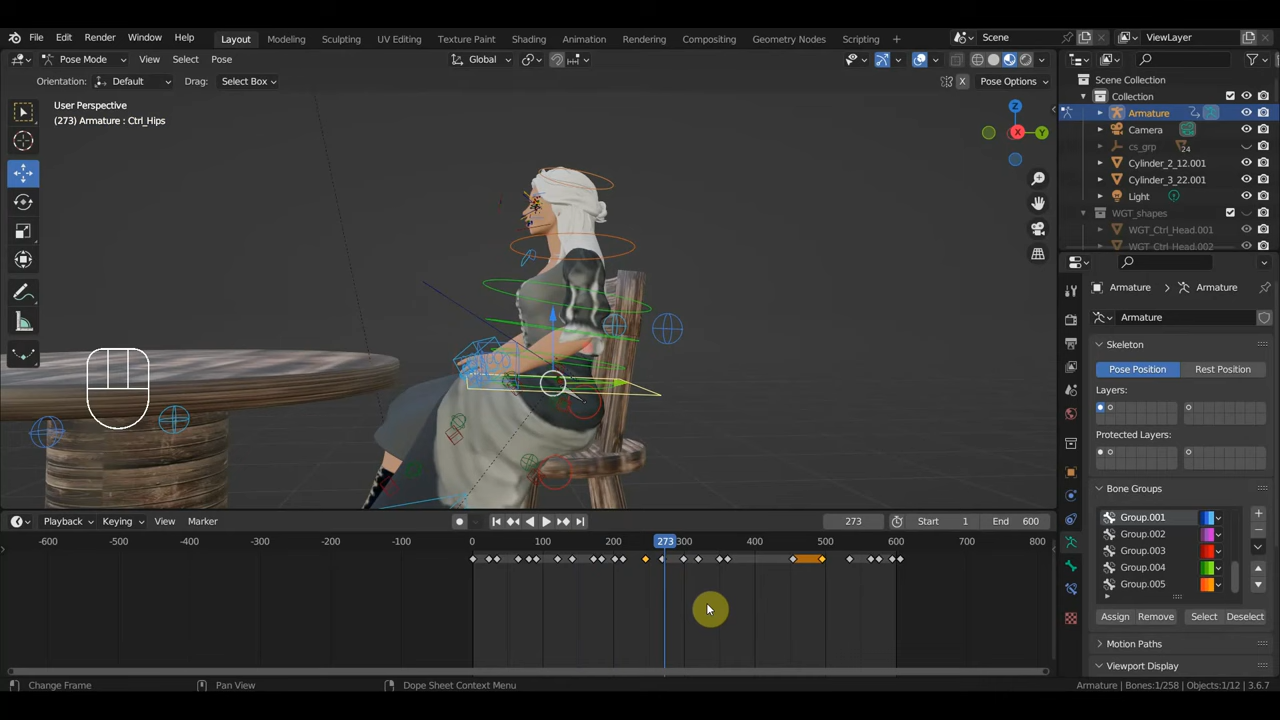 File Edit Render Window Help Layout Modeling Sculpting UV Editing Texture Paint Shading Animation Rendering Compositing Geometry Nodes Scripting + Scene ViewLayer
Pose Mode View Select Pose Global
Orientation: Default Drag: Select Box X Pose Options
User Perspective
(273) Armature : Ctrl_Hips
Z
X
Y
Scene Collection
Collection
Armature
Camera
cs_grp 24
Cylinder_2_12.001
Cylinder_3_22.001
Light
WGT_shapes
WGT_Ctrl_Head.001
WGT_Ctrl_Head.002
Armature Armature
Armature
Skeleton
Pose Position Rest Position
Layers:
Protected Layers:
Bone Groups
Group.001
Group.002
Group.003
Group.004
Group.005
Assign Remove Select Deselect
Motion Paths
Viewport Display
Playback Keying View Marker 273 Start 1 End 600
-600 -500 -400 -300 -200 -100 0 100 200 273 300 400 500 600 700 800
Change Frame Pan View Dope Sheet Context Menu Armature | Bones:1/258 | Objects:1/12 | 3.6.7